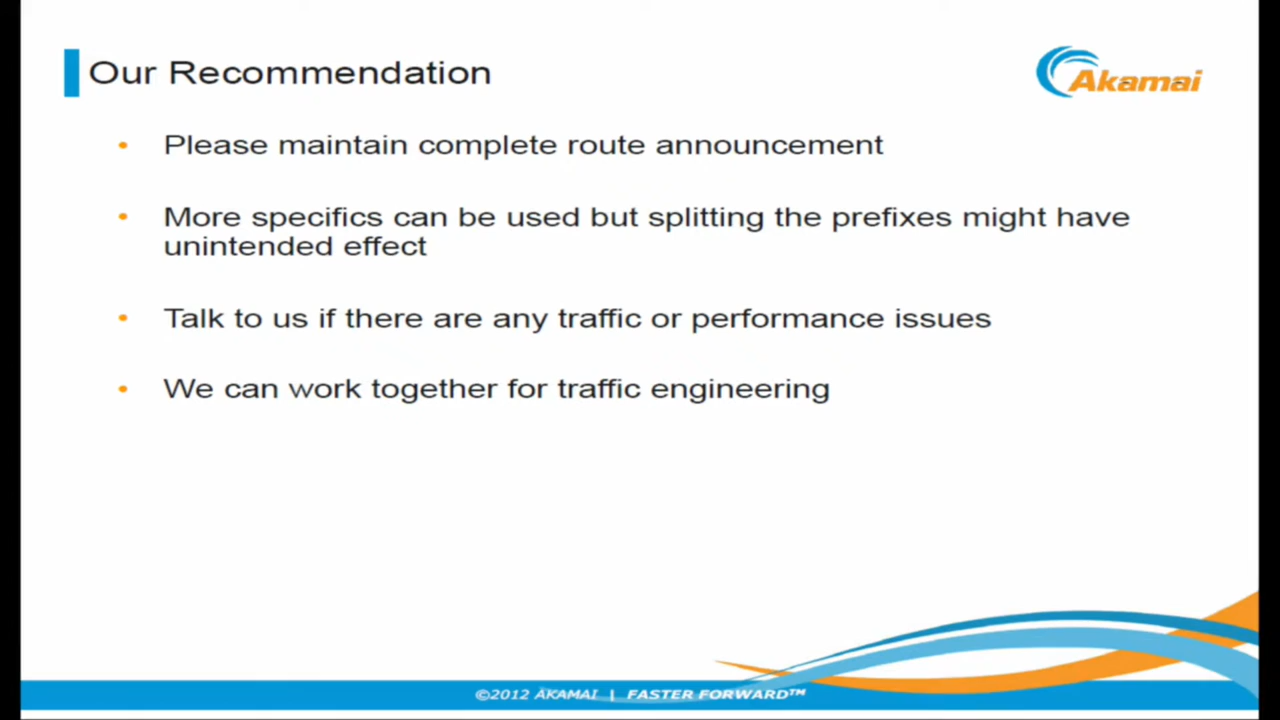 Our Recommendation
Akamai
• Please maintain complete route announcement
• More specifics can be used but splitting the prefixes might have
unintended effect
• Talk to us if there are any traffic or performance issues
• We can work together for traffic engineering
©2012 AKAMAI | FASTER FORWARD™